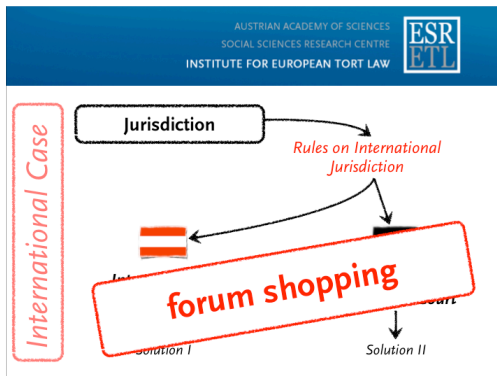 AUSTRIAN ACADEMY OF SCIENCES
SOCIAL SCIENCES RESEARCH CENTRE
INSTITUTE FOR EUROPEAN TORT LAW
ESR
ETL
International Case
Jurisdiction
Rules on International
Jurisdiction
forum shopping
Solution I
Solution II